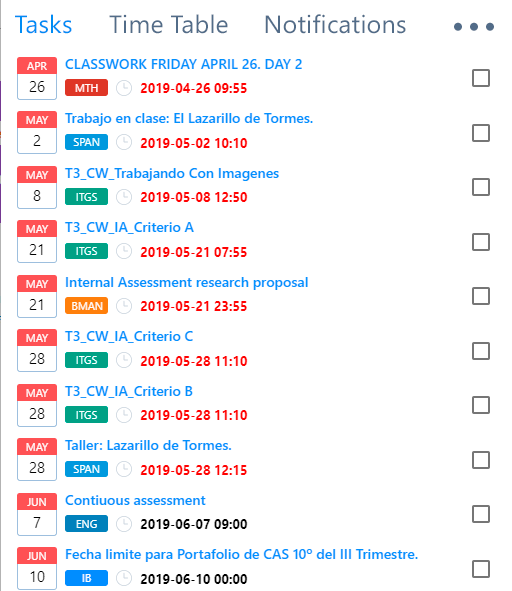 Tasks Time Table Notifications
APR
26
CLASSWORK FRIDAY APRIL 26. DAY 2
MTH 2019-04-26 09:55
MAY
2
Trabajo en clase: El Lazarillo de Tormes.
SPAN 2019-05-02 10:10
MAY
8
T3_CW_Trabajando Con Imagenes
ITGS 2019-05-08 12:50
MAY
21
T3_CW_IA_Criterio A
ITGS 2019-05-21 07:55
MAY
21
Internal Assessment research proposal
BMAN 2019-05-21 23:55
MAY
28
T3_CW_IA_Criterio C
ITGS 2019-05-28 11:10
MAY
28
T3_CW_IA_Criterio B
ITGS 2019-05-28 11:10
MAY
28
Taller: Lazarillo de Tormes.
SPAN 2019-05-28 12:15
JUN
7
Contiuous assessment
ENG 2019-06-07 09:00
JUN
10
Fecha limite para Portafolio de CAS 10º del III Trimestre.
IB 2019-06-10 00:00